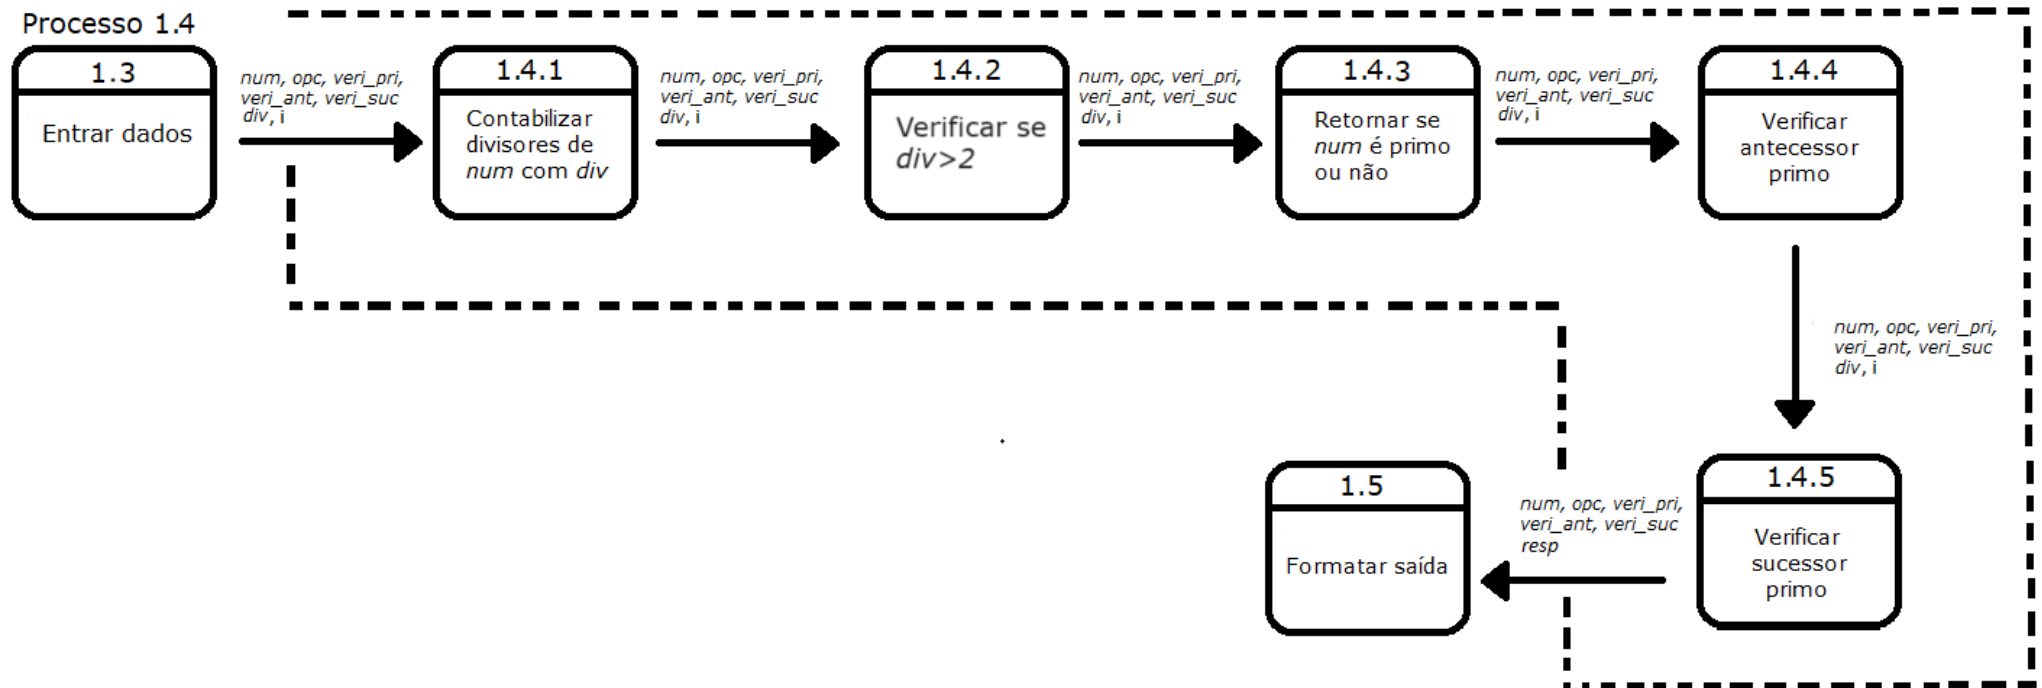 Processo 1.4
1.3
Entrar dados
num, opc, veri_pri,
veri_ant, veri_suc
div, i
1.4.1
Contabilizar
divisores de
num com div
num, opc, veri_pri,
veri_ant, veri_suc
div, i
1.4.2
Verificar se
div>2
num, opc, veri_pri,
veri_ant, veri_suc
div, i
1.4.3
Retornar se
num é primo
ou não
num, opc, veri_pri,
veri_ant, veri_suc
div, i
1.4.4
Verificar
antecessor
primo
num, opc, veri_pri,
veri_ant, veri_suc
div, i
1.4.5
Verificar
sucessor
primo
num, opc, veri_pri,
veri_ant, veri_suc
resp
1.5
Formatar saída